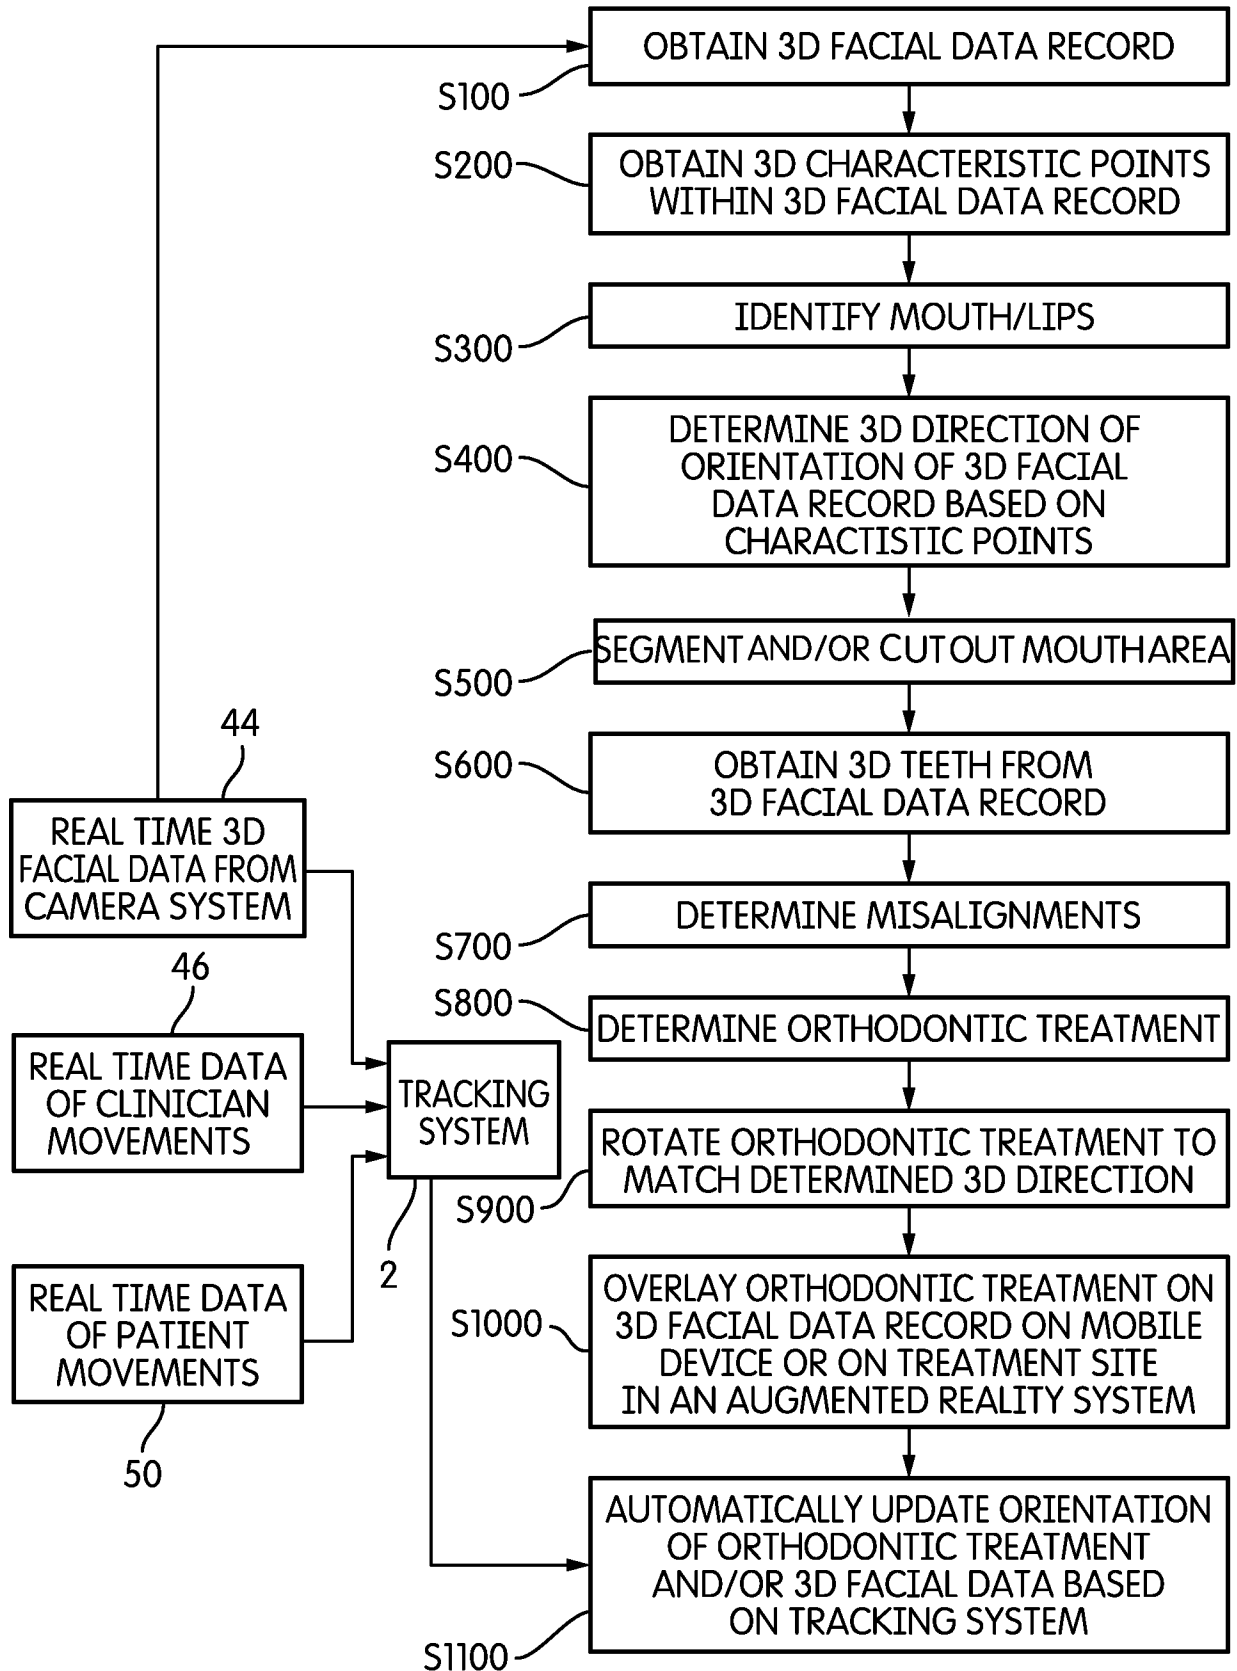 OBTAIN 3D FACIAL DATA RECORD
S100
S200
OBTAIN 3D CHARACTERISTIC POINTS
WITHIN 3D FACIAL DATA RECORD
IDENTIFY MOUTH/LIPS
S300
DETERMINE 3D DIRECTION OF
ORIENTATION OF 3D FACIAL
DATA RECORD BASED ON
CHARACTISTIC POINTS
S400
SEGMENT AND/OR CUTOUT MOUTH AREA
S500
S600
OBTAIN 3D TEETH FROM
3D FACIAL DATA RECORD
DETERMINE MISALIGNMENTS
S700
S800
DETERMINE ORTHODONTIC TREATMENT
ROTATE ORTHODONTIC TREATMENT TO
MATCH DETERMINED 3D DIRECTION
S900
OVERLAY ORTHODONTIC TREATMENT ON
3D FACIAL DATA RECORD ON MOBILE
DEVICE OR ON TREATMENT SITE
IN AN AUGMENTED REALITY SYSTEM
S1000
AUTOMATICALLY UPDATE ORIENTATION
OF ORTHODONTIC TREATMENT
AND/OR 3D FACIAL DATA BASED
ON TRACKING SYSTEM
S1100
44
REAL TIME 3D
FACIAL DATA FROM
CAMERA SYSTEM
46
REAL TIME DATA
OF CLINICIAN
MOVEMENTS
TRACKING
SYSTEM
2
REAL TIME DATA
OF PATIENT
MOVEMENTS
50